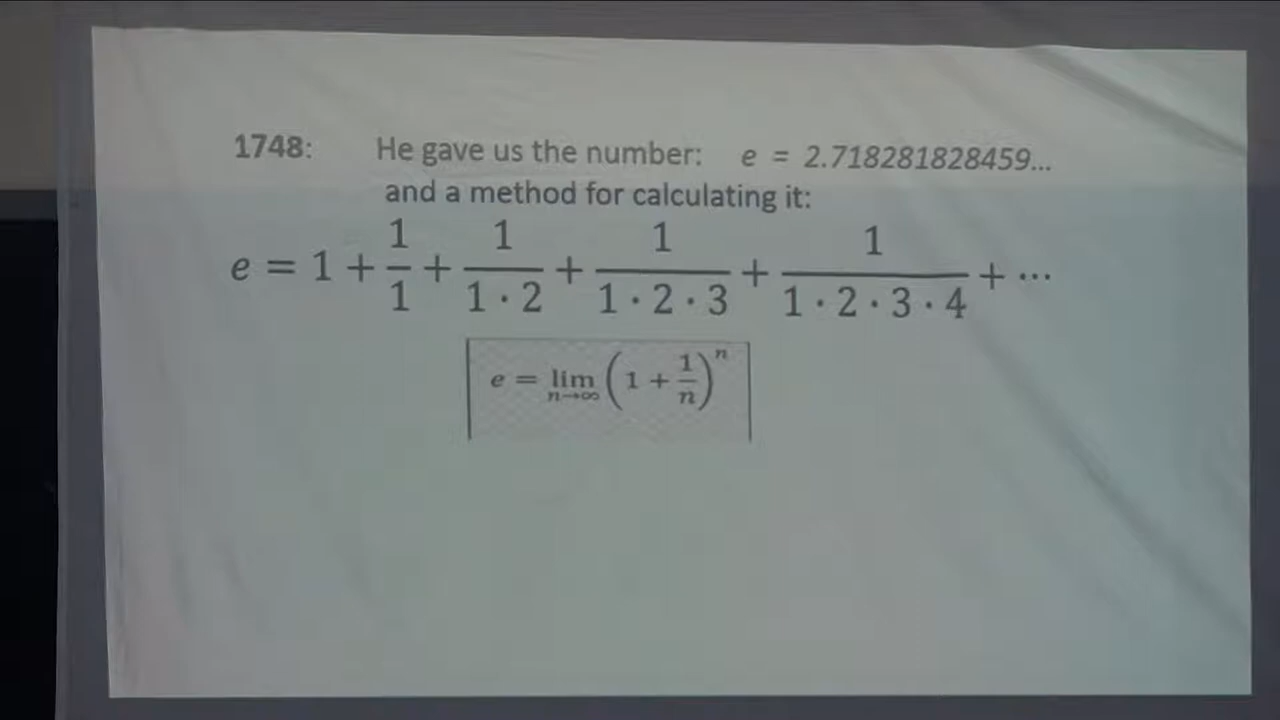 1748: He gave us the number: e = 2.718281828459...
and a method for calculating it:
e = 1 + 1/1 + 1/(1·2) + 1/(1·2·3) + 1/(1·2·3·4) + ⋯
e = lim n→∞ (1 + 1/n)^n